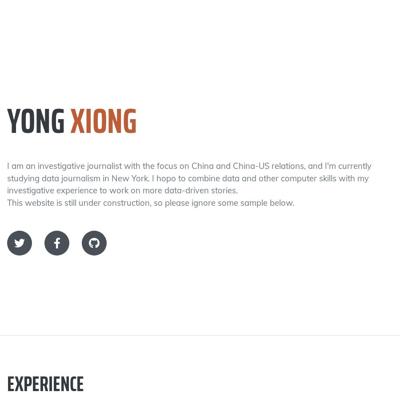 YONG XIONG
I am an investigative journalist with the focus on China and China-US relations, and I'm currently
studying data journalism in New York. I hopo to combine data and other computer skills with my
investigative experience to work on more data-driven stories.
This website is still under construction, so please ignore some sample below.
EXPERIENCE